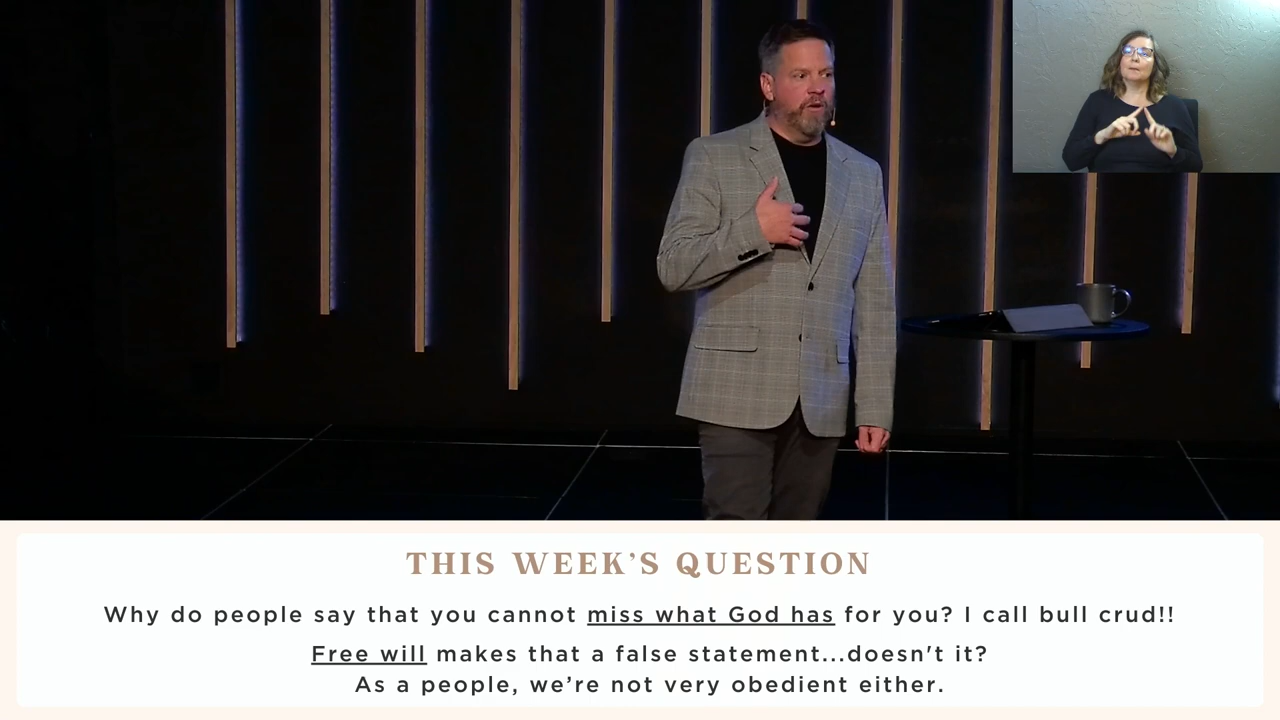 THIS WEEK'S QUESTION
Why do people say that you cannot miss what God has for you? I call bull crud!!
Free will makes that a false statement...doesn't it?
As a people, we’re not very obedient either.